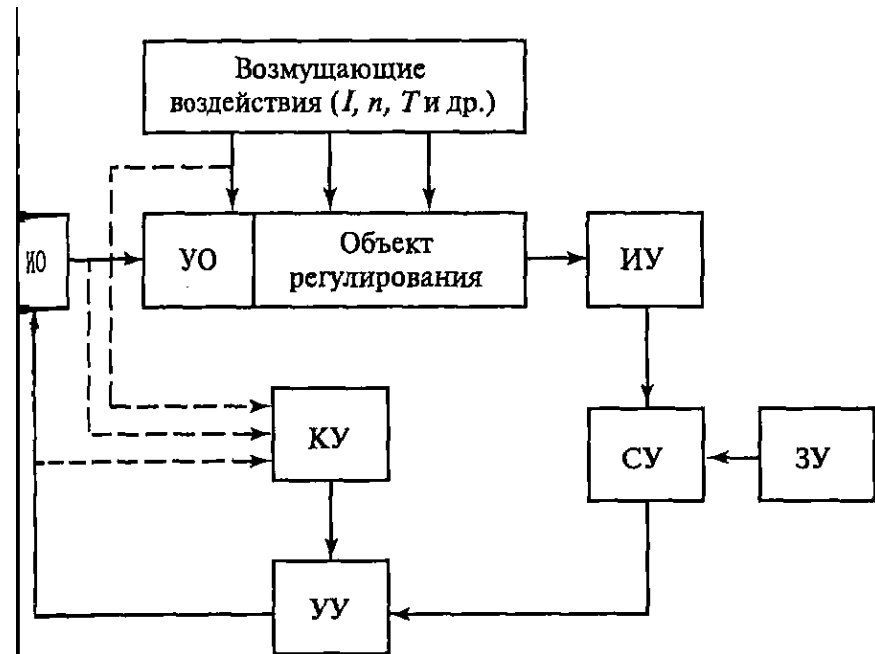 Возмущающие
воздействия (I, n, T и др.)
ИО
УО
Объект
регулирования
ИУ
КУ
СУ
ЗУ
УУ